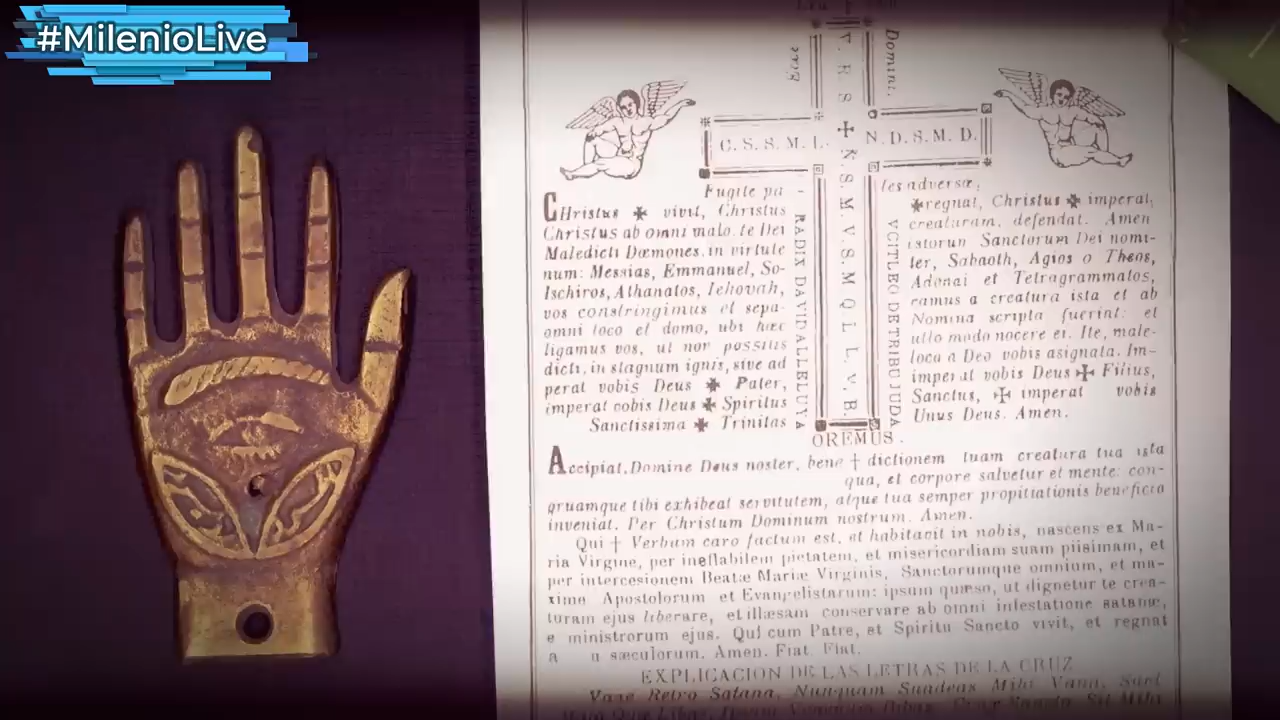 #MilenioLive
Ecce
Domini.
C. S. S. M. L. N. D. S. M. D.
Fugite pa- tes adversæ,
CHristus ✠ vivit, Christus ✠ regnat, Christus ✠ imperat,
Christus ab omni malo. te Dei creaturam, defendat. Amen
Maledicti Dæmones, in virtute istorun Sanctorum Dei nomi-
num: Messias, Emmanuel, So- ter, Sabaoth, Agios o Theos,
Ischiros, Athanatos, Iehovah, Adonai et Tetragrammatos,
vos constringimus et sepa- ramus a creatura ista et ab
omni loco et domo, ubi hæc Nomina scripta fuerint: et
ligamus vos, ut non possitis ullo modo nocere ei. Ite, male-
dicti, in stagnum ignis, sive ad loca a Deo vobis asignata. Im-
perat vobis Deus ✠ Pater, imperat vobis Deus ✠ Filius,
imperat vobis Deus ✠ Spiritus Sanctus, ✠ imperat vobis
Sanctissima ✠ Trinitas Unus Deus. Amen.
RADIX DAVID ALLELUYA
V. R. S ✠ N. S. M. V. S. M Q L L. V. B.
VCITLEO DE TRIBU JUDA
OREMUS.
Accipiat. Domine Deus noster, bene † dictionem tuam creatura tua ista
qua, et corpore salvetur et mente: con-
gruamque tibi exhibeat servitutem, atque tua semper propitiationis beneficia
inveniat. Per Christum Dominum nostrum. Amen.
Qui † Verbum caro factum est, et habitacit in nobis, nascens ex Ma-
ria Virgine, per ineflabilem pietatem, et misericordiam suam piisimam, et
per intercesionem Beatæ Mariæ Virginis, Sanctorumque omnium, et ma-
xime Apostolorum et Evangelistarum: ipsum quæso, ut dignetur te crea-
turam ejus liberare, et illæsam conservare ab omni infestatione satanæ,
e ministrorum ejus. Qui cum Patre, et Spiritu Sancto vivit, et regnat
a a sæculorum. Amen. Fiat. Fiat.
EXPLICACION DE LAS LETRAS DE LA CRUZ
Vane Retro Satana, Nunquam Suadeas Mihi Vana, Sunt